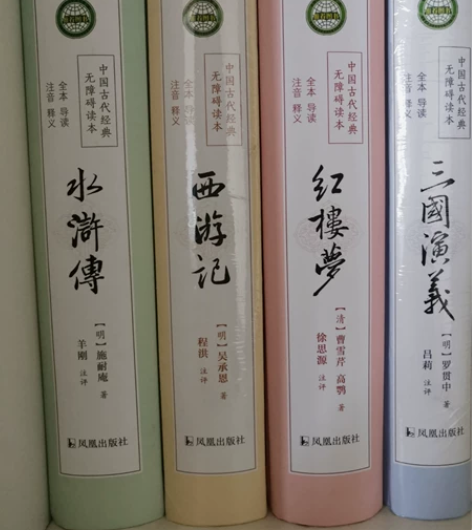 中国古代经典
无障碍读本
全本 导读
注音 释义
水滸傳
【明】施耐庵 著
羊刚 注评
凤凰出版社
中国古代经典
无障碍读本
全本 导读
注音 释义
西游记
【明】吴承恩 著
程洪 注评
凤凰出版社
中国古代经典
无障碍读本
全本 导读
注音 释义
红樓夢
【清】曹雪芹 高鹗 著
徐思源 注评
凤凰出版社
中国古代经典
无障碍读本
全本 导读
注音 释义
三國演義
【明】罗贯中 著
吕莉 注评
凤凰出版社